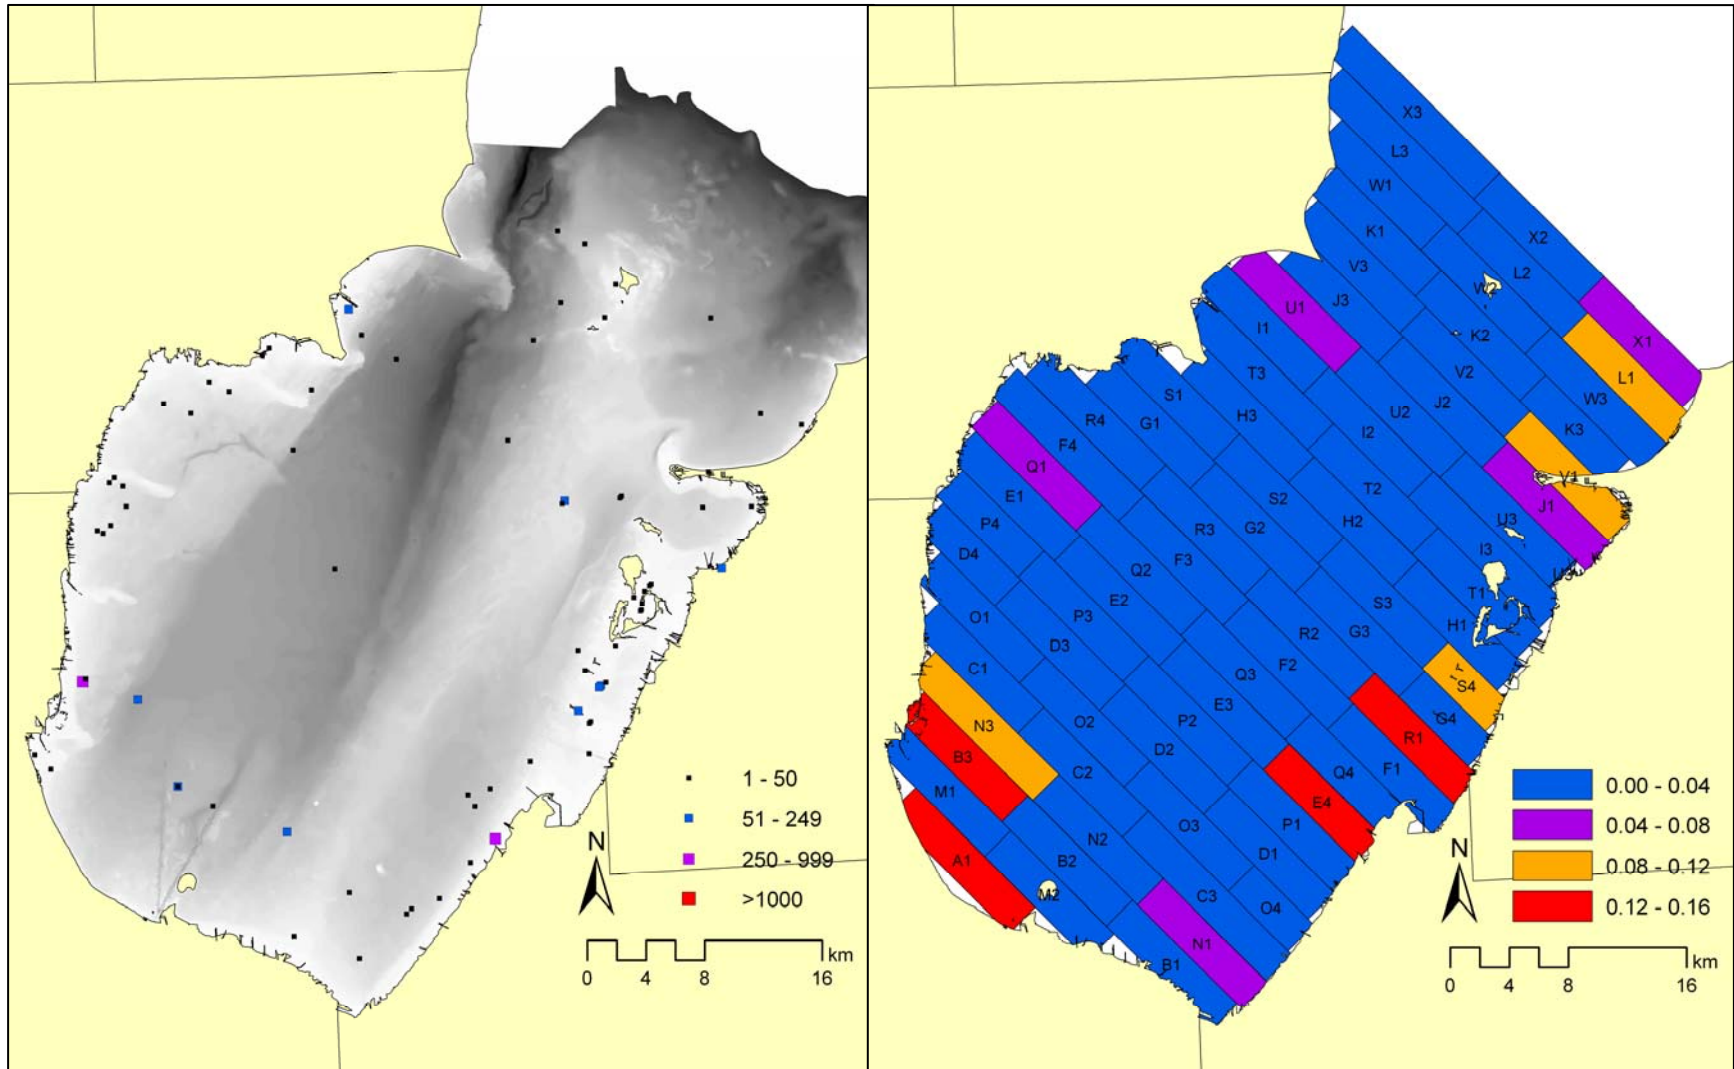 1 - 50
51 - 249
250 - 999
>1000
N
km
0 4 8 16
X3
L3
W1
K1
X2
V3
L2
W2
J3
U1
I1
X1
K2
T3
V2
L1
S1
W3
H3
J2
U2
R4
G1
K3
I2
F4
Q1
V1
T2
E1
S2
J1
H2
U3
P4
R3
G2
I3
D4
F3
Q2
T1
E2
S3
O1
P3
H1
G3
R2
D3
C1
F2
Q3
S4
E3
G4
O2
P2
N3
R1
D2
B3
F1
C2
Q4
M1
E4
O3
P1
N2
D1
A1
B2
M2
C3
O4
N1
B1
0.00 - 0.04
0.04 - 0.08
0.08 - 0.12
0.12 - 0.16
N
km
0 4 8 16